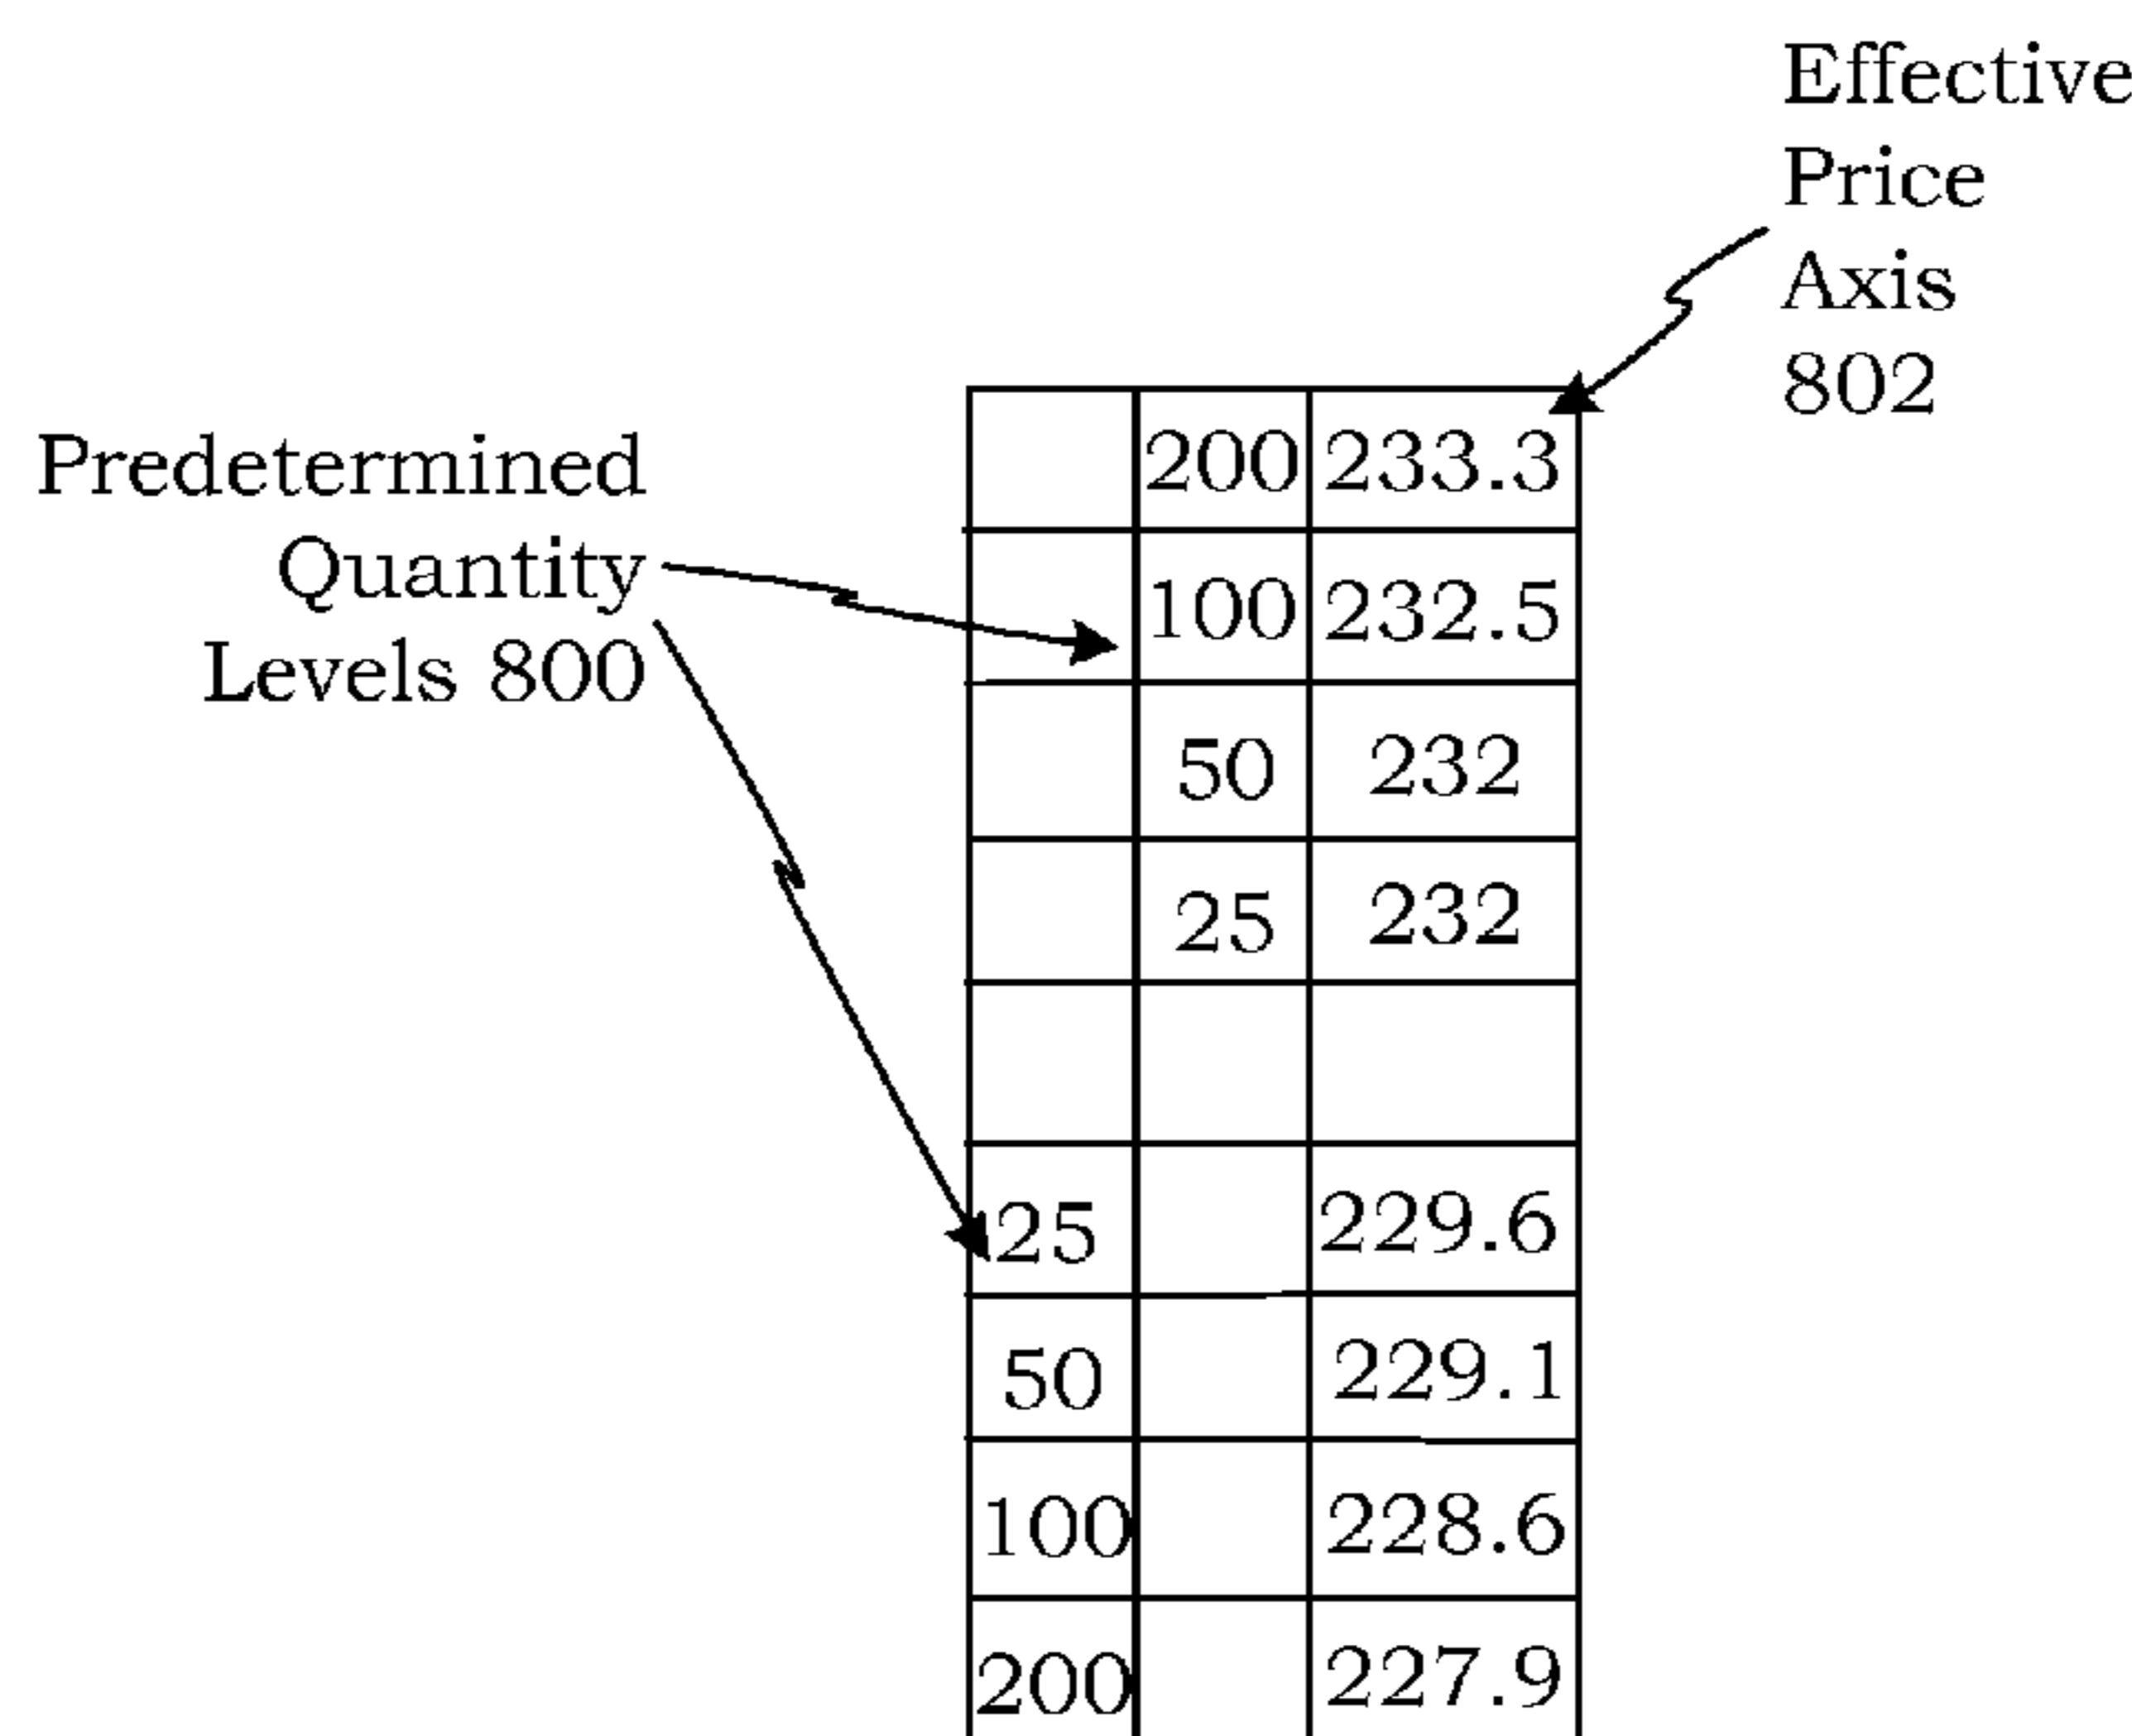 Effective
Price
Axis
802
Predetermined
Quantity
Levels 800
200 233.3
100 232.5
50 232
25 232
25 229.6
50 229.1
100 228.6
200 227.9